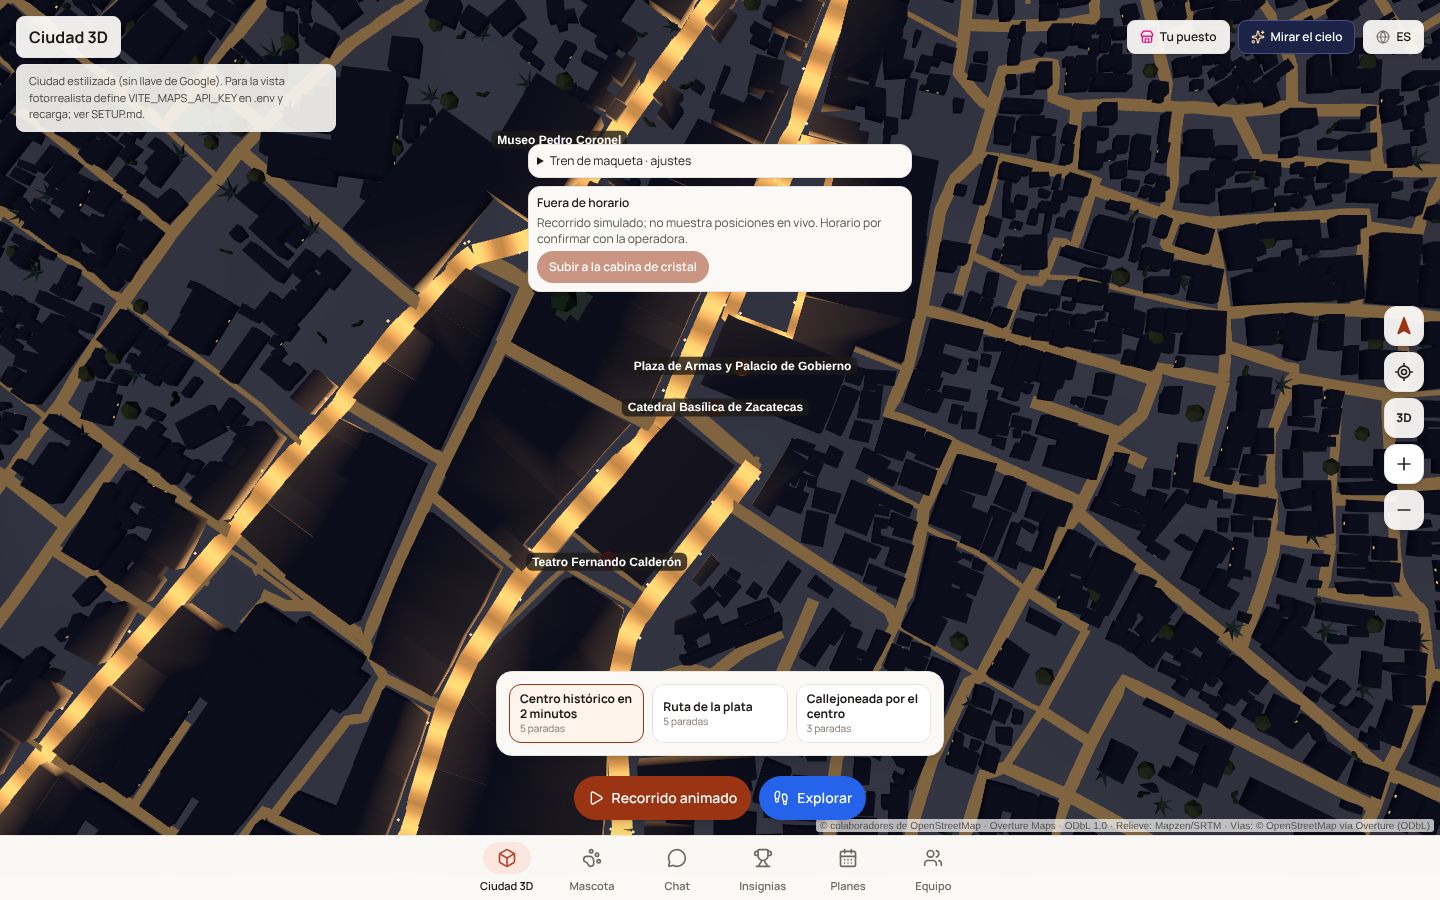 Ciudad 3D
Tu puesto
Mirar el cielo
ES
Ciudad estilizada (sin llave de Google). Para la vista
fotorrealista define VITE_MAPS_API_KEY en .env y
recarga; ver SETUP.md.
Museo Pedro Coronel
Tren de maqueta · ajustes
Fuera de horario
Recorrido simulado; no muestra posiciones en vivo. Horario por
confirmar con la operadora.
Subir a la cabina de cristal
Plaza de Armas y Palacio de Gobierno
Catedral Basílica de Zacatecas
3D
Teatro Fernando Calderón
Centro histórico en
2 minutos
5 paradas
Ruta de la plata
5 paradas
Callejoneada por el
centro
3 paradas
Recorrido animado
Explorar
© colaboradores de OpenStreetMap · Overture Maps · ODbL 1.0 · Relieve: Mapzen/SRTM · Vías: © OpenStreetMap vía Overture (ODbL)
Ciudad 3D
Mascota
Chat
Insignias
Planes
Equipo